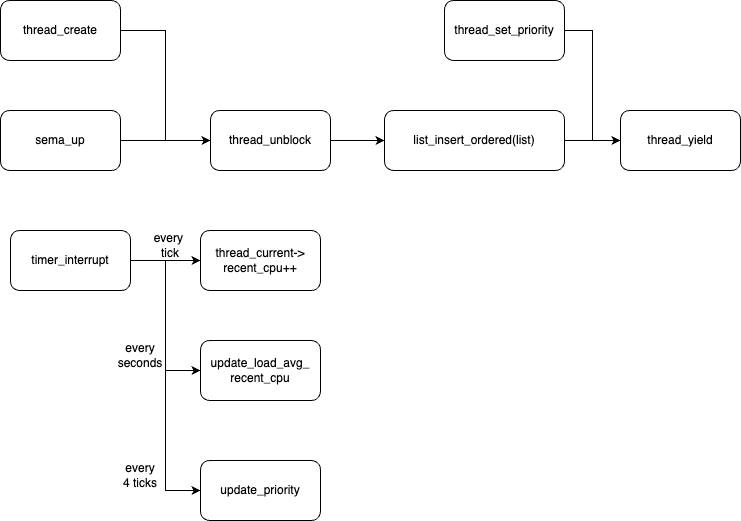 thread_create
thread_set_priority
sema_up
thread_unblock
list_insert_ordered(list)
thread_yield
timer_interrupt
every
tick
thread_current->
recent_cpu++
every
seconds
update_load_avg_
recent_cpu
every
4 ticks
update_priority